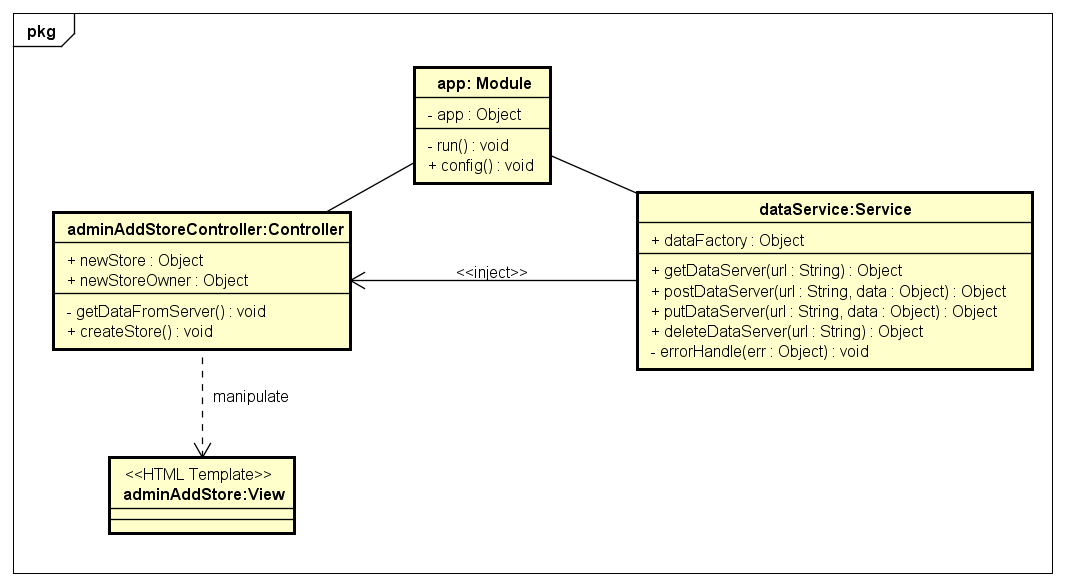 pkg
app: Module
- app : Object
- run() : void
+ config() : void
adminAddStoreController:Controller
+ newStore : Object
+ newStoreOwner : Object
- getDataFromServer() : void
+ createStore() : void
dataService:Service
+ dataFactory : Object
+ getDataServer(url : String) : Object
+ postDataServer(url : String, data : Object) : Object
+ putDataServer(url : String, data : Object) : Object
+ deleteDataServer(url : String) : Object
- errorHandle(err : Object) : void
<<inject>>
manipulate
<<HTML Template>>
adminAddStore:View